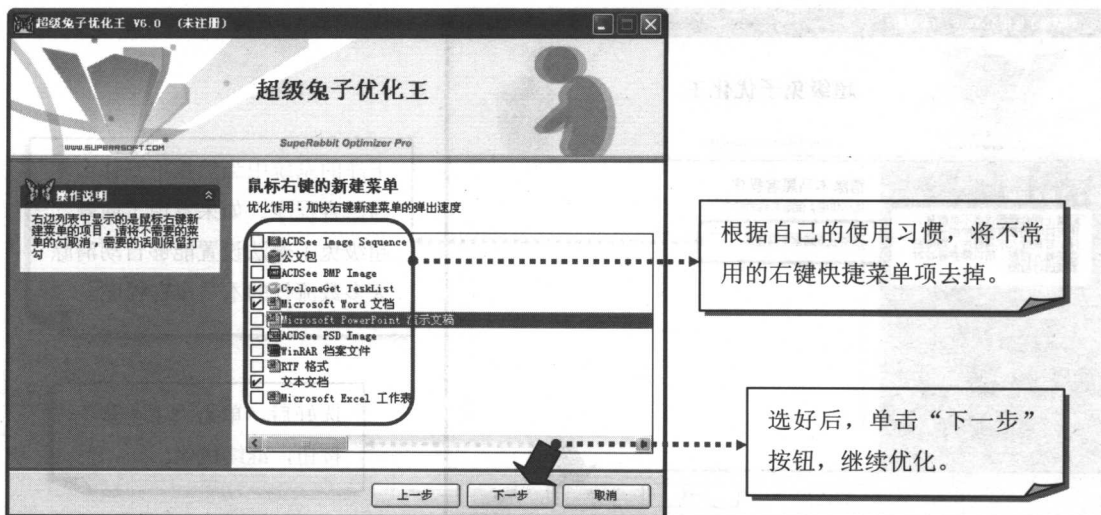 超级兔子优化王 V6.0 （未注册）
超级兔子优化王
WWW.SUPERRSOFT.COM
SupeRabbit Optimizer Pro
操作说明
右边列表中显示的是鼠标右键新
建菜单的项目，请将不需要的菜
单的勾取消，需要的话则保留打
勾
鼠标右键的新建菜单
优化作用：加快右键新建菜单的弹出速度
ACDSee Image Sequence
公文包
ACDSee BMP Image
CycloneGet TaskList
Microsoft Word 文档
Microsoft PowerPoint 演示文稿
ACDSee PSD Image
WinRAR 档案文件
RTF 格式
文本文档
Microsoft Excel 工作表
上一步
下一步
取消
根据自己的使用习惯，将不常
用的右键快捷菜单项去掉。
选好后，单击“下一步”
按钮，继续优化。